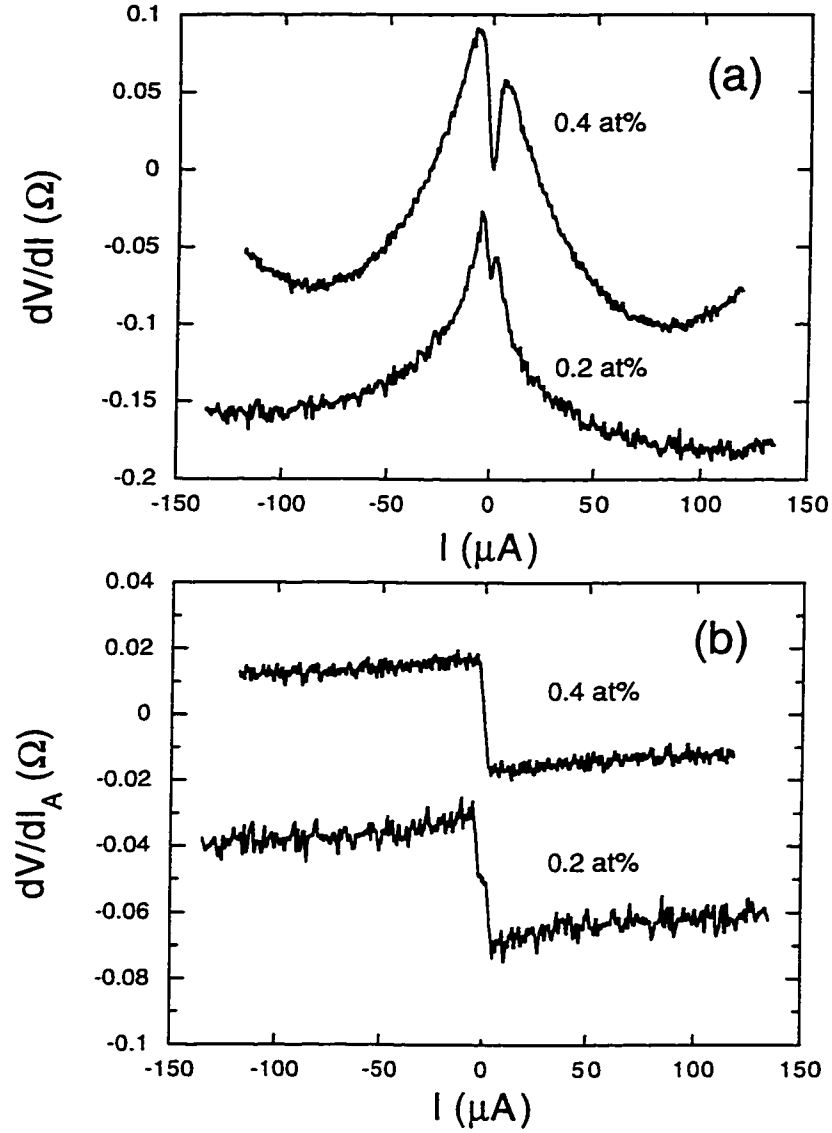 0.1
(a)
0.05
0.4 at%
0
dV/dI (Ω)
-0.05
-0.1
0.2 at%
-0.15
-0.2
-150 -100 -50 0 50 100 150
I (μA)
0.04
(b)
0.02
0.4 at%
0
dV/dI_A (Ω)
-0.02
-0.04
0.2 at%
-0.06
-0.08
-0.1
-150 -100 -50 0 50 100 150
I (μA)